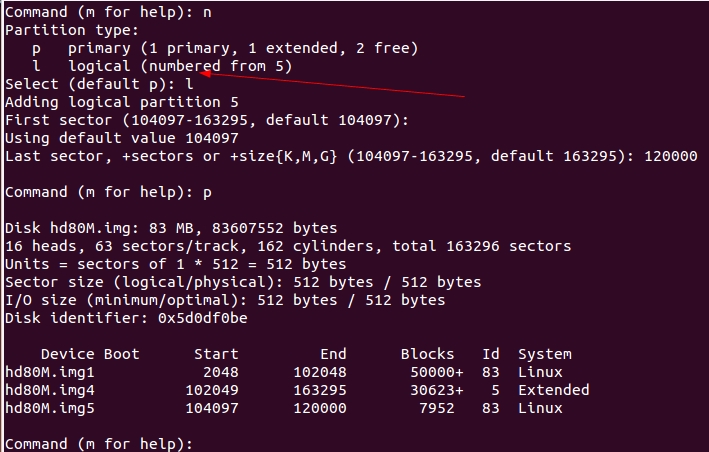 Command (m for help): n
Partition type:
   p   primary (1 primary, 1 extended, 2 free)
   l   logical (numbered from 5)
Select (default p): l
Adding logical partition 5
First sector (104097-163295, default 104097):
Using default value 104097
Last sector, +sectors or +size{K,M,G} (104097-163295, default 163295): 120000

Command (m for help): p

Disk hd80M.img: 83 MB, 83607552 bytes
16 heads, 63 sectors/track, 162 cylinders, total 163296 sectors
Units = sectors of 1 * 512 = 512 bytes
Sector size (logical/physical): 512 bytes / 512 bytes
I/O size (minimum/optimal): 512 bytes / 512 bytes
Disk identifier: 0x5d0df0be

    Device Boot      Start         End      Blocks   Id  System
hd80M.img1            2048      102048       50000+  83  Linux
hd80M.img4          102049      163295       30623+   5  Extended
hd80M.img5          104097      120000        7952   83  Linux

Command (m for help):